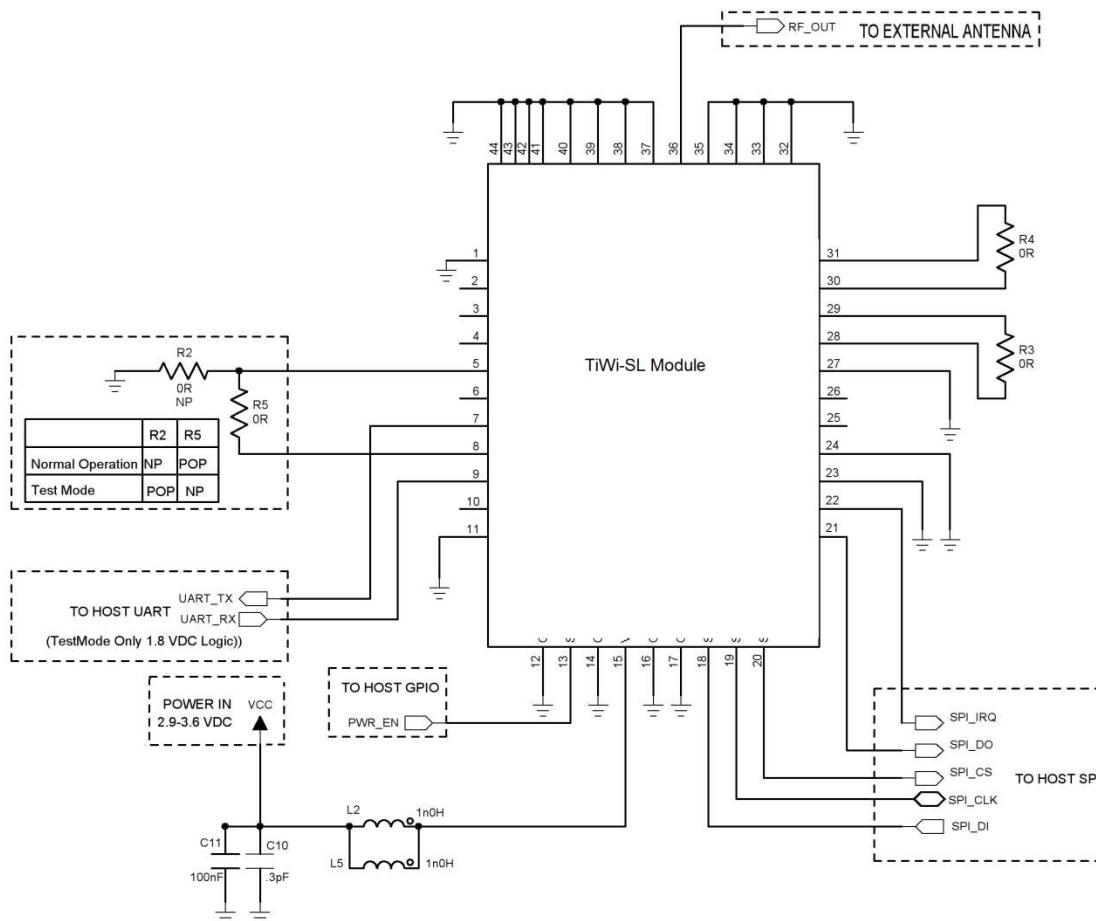 RF_OUT TO EXTERNAL ANTENNA
44 43 42 41 40 39 38 37 36 35 34 33 32
TiWi-SL Module
1
2
3
4
5
6
7
8
9
10
11
31
30
29
28
27
26
25
24
23
22
21
R4
0R
R3
0R
R2
0R
NP
R5
0R
R2 R5
Normal Operation NP POP
Test Mode POP NP
UART_TX
TO HOST UART
UART_RX
(TestMode Only 1.8 VDC Logic))
12 13 14 15 16 17 18 19 20
TO HOST GPIO
PWR_EN
POWER IN VCC
2.9-3.6 VDC
SPI_IRQ
SPI_DO
SPI_CS
TO HOST SP
SPI_CLK
SPI_DI
L2 1n0H
L5 1n0H
C11 C10
100nF .3pF